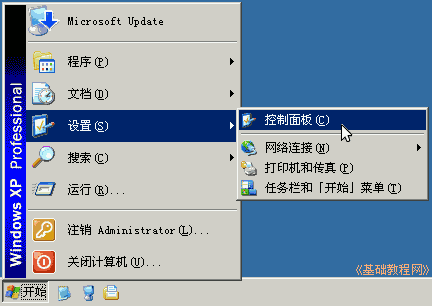 Microsoft Update
程序(P)
文档(D)
设置(S)
搜索(C)
运行(R)...
注销 Administrator(L)...
关闭计算机(U)...
Windows XP Professional
控制面板(C)
网络连接(N)
打印机和传真(P)
任务栏和「开始」菜单(T)
《基础教程网》
开始